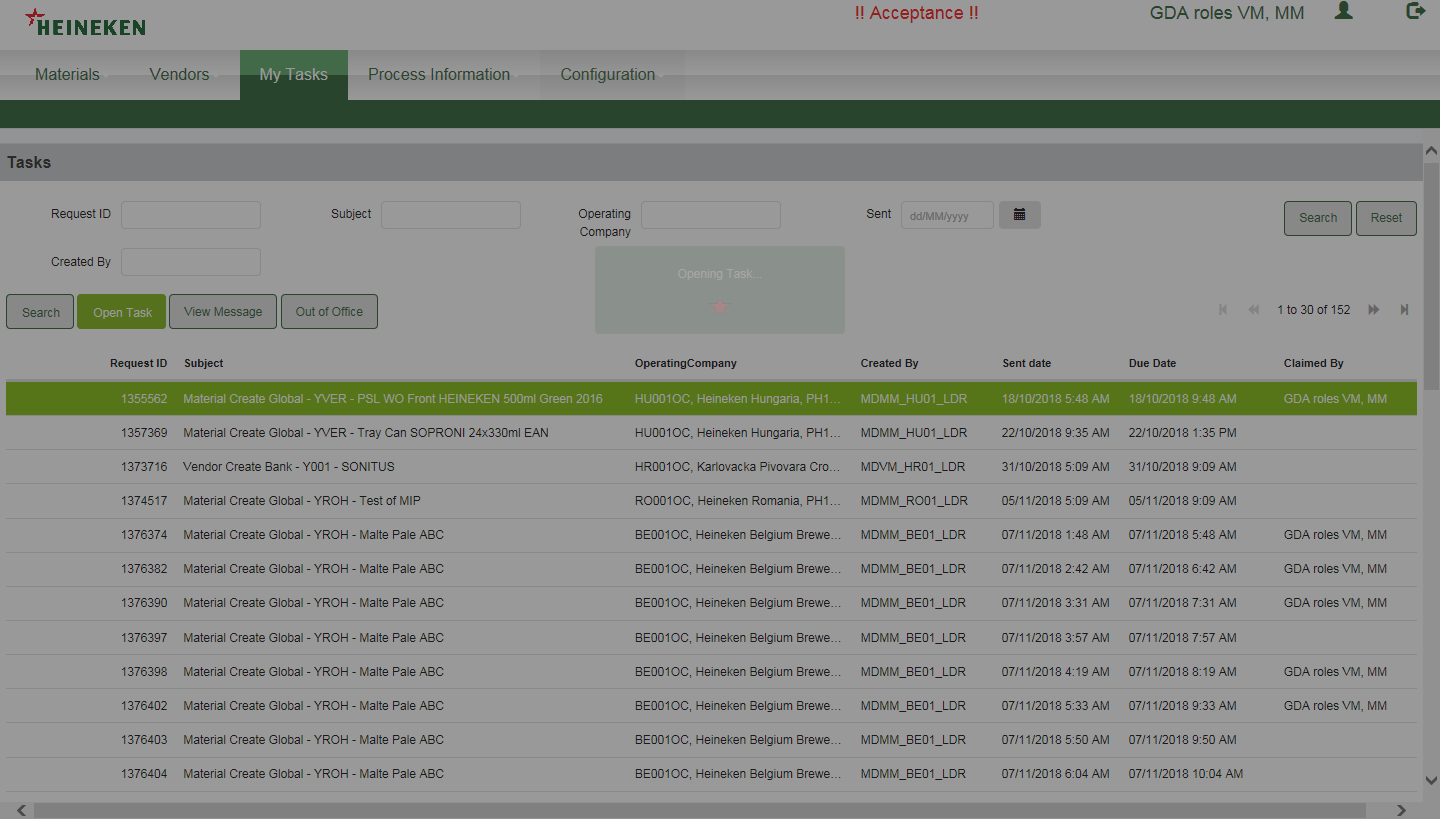 HEINEKEN
!! Acceptance !!
GDA roles VM, MM
Materials
Vendors
My Tasks
Process Information
Configuration
Tasks
Request ID
Subject
Operating Company
Sent
dd/MM/yyyy
Search
Reset
Created By
Opening Task...
Search
Open Task
View Message
Out of Office
1 to 30 of 152
Request ID Subject OperatingCompany Created By Sent date Due Date Claimed By
1355562 Material Create Global - YVER - PSL WO Front HEINEKEN 500ml Green 2016 HU001OC, Heineken Hungaria, PH1... MDMM_HU01_LDR 18/10/2018 5:48 AM 18/10/2018 9:48 AM GDA roles VM, MM
1357369 Material Create Global - YVER - Tray Can SOPRONI 24x330ml EAN HU001OC, Heineken Hungaria, PH1... MDMM_HU01_LDR 22/10/2018 9:35 AM 22/10/2018 1:35 PM
1373716 Vendor Create Bank - Y001 - SONITUS HR001OC, Karlovacka Pivovara Cro... MDVM_HR01_LDR 31/10/2018 5:09 AM 31/10/2018 9:09 AM
1374517 Material Create Global - YROH - Test of MIP RO001OC, Heineken Romania, PH1... MDMM_RO01_LDR 05/11/2018 5:09 AM 05/11/2018 9:09 AM
1376374 Material Create Global - YROH - Malte Pale ABC BE001OC, Heineken Belgium Brewe... MDMM_BE01_LDR 07/11/2018 1:48 AM 07/11/2018 5:48 AM GDA roles VM, MM
1376382 Material Create Global - YROH - Malte Pale ABC BE001OC, Heineken Belgium Brewe... MDMM_BE01_LDR 07/11/2018 2:42 AM 07/11/2018 6:42 AM GDA roles VM, MM
1376390 Material Create Global - YROH - Malte Pale ABC BE001OC, Heineken Belgium Brewe... MDMM_BE01_LDR 07/11/2018 3:31 AM 07/11/2018 7:31 AM GDA roles VM, MM
1376397 Material Create Global - YROH - Malte Pale ABC BE001OC, Heineken Belgium Brewe... MDMM_BE01_LDR 07/11/2018 3:57 AM 07/11/2018 7:57 AM
1376398 Material Create Global - YROH - Malte Pale ABC BE001OC, Heineken Belgium Brewe... MDMM_BE01_LDR 07/11/2018 4:19 AM 07/11/2018 8:19 AM GDA roles VM, MM
1376402 Material Create Global - YROH - Malte Pale ABC BE001OC, Heineken Belgium Brewe... MDMM_BE01_LDR 07/11/2018 5:33 AM 07/11/2018 9:33 AM GDA roles VM, MM
1376403 Material Create Global - YROH - Malte Pale ABC BE001OC, Heineken Belgium Brewe... MDMM_BE01_LDR 07/11/2018 5:50 AM 07/11/2018 9:50 AM
1376404 Material Create Global - YROH - Malte Pale ABC BE001OC, Heineken Belgium Brewe... MDMM_BE01_LDR 07/11/2018 6:04 AM 07/11/2018 10:04 AM